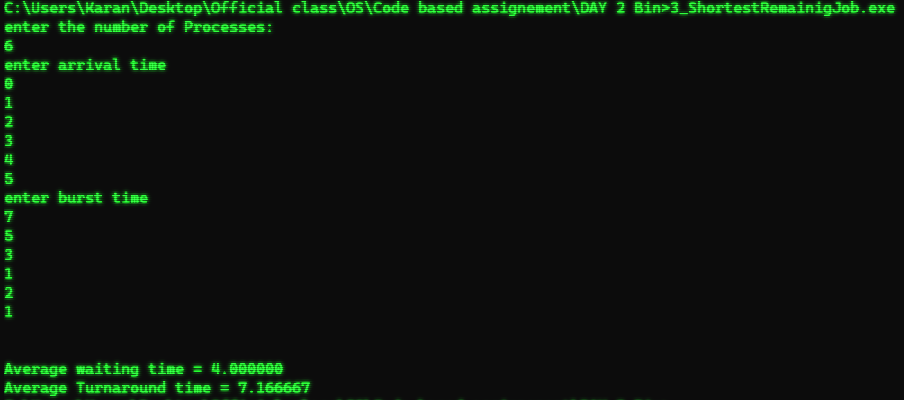 C:\Users\Karan\Desktop\Official class\OS\Code based assignement\DAY 2 Bin>3_ShortestRemainigJob.exe
enter the number of Processes:
6
enter arrival time
0
1
2
3
4
5
enter burst time
7
5
3
1
2
1
Average waiting time = 4.000000
Average Turnaround time = 7.166667